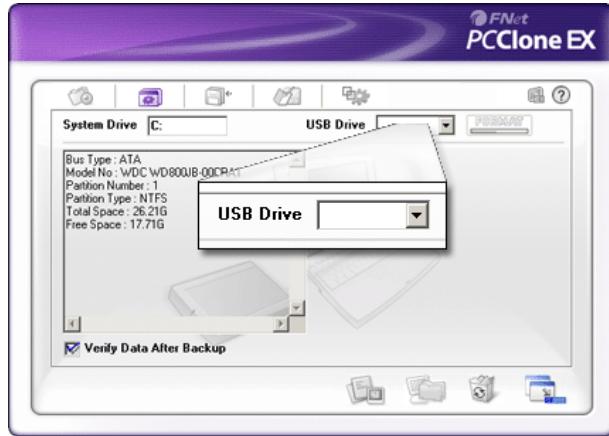 FNet
PCClone EX
System Drive C: USB Drive FORMAT
Bus Type : ATA
Model No : WDC WD800JB-00CRA1
Partition Number : 1
Partition Type : NTFS
Total Space : 26.21G
Free Space : 17.71G
USB Drive
Verify Data After Backup